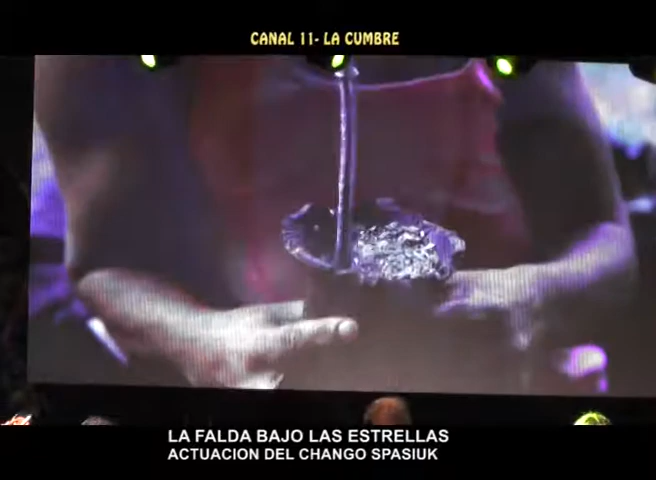 CANAL 11-LA CUMBRE
LA FALDA BAJO LAS ESTRELLAS
ACTUACION DEL CHANGO SPASIUK